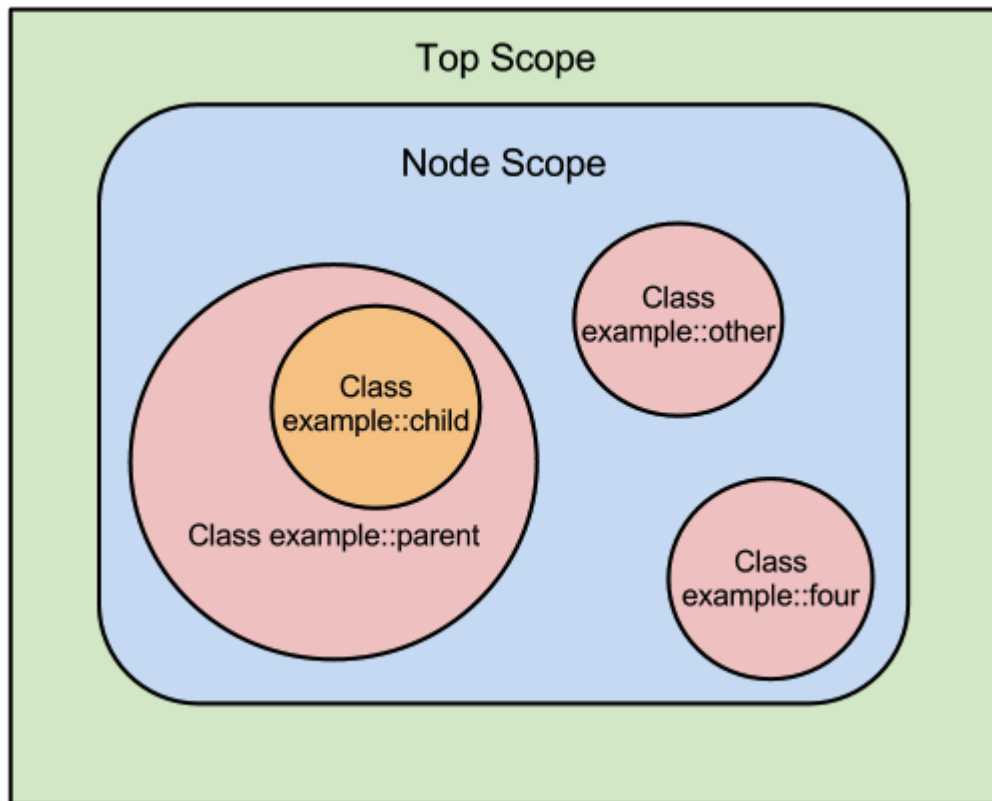 Top Scope
Node Scope
Class
example::other
Class
example::child
Class example::parent
Class
example::four